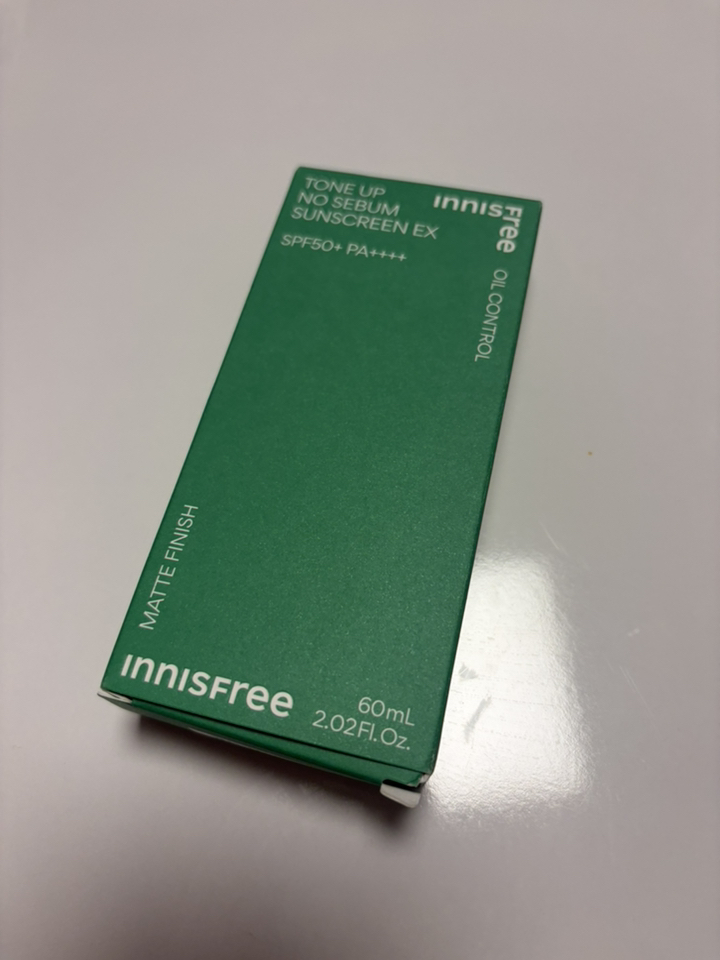 TONE UP
NO SEBUM
SUNSCREEN EX
SPF50+ PA++++
INNISFree
OIL CONTROL
MATTE FINISH
INNISFree
60mL
2.02Fl.Oz.